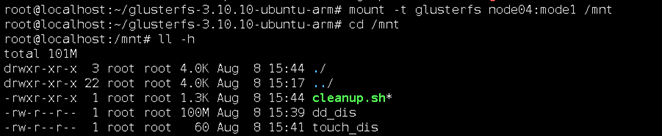 root@localhost:~/glusterfs-3.10.10-ubuntu-arm# mount -t glusterfs node04:mode1 /mnt
root@localhost:~/glusterfs-3.10.10-ubuntu-arm# cd /mnt
root@localhost:/mnt# ll -h
total 101M
drwxr-xr-x  3 root root 4.0K Aug  8 15:44 ./
drwxr-xr-x 22 root root 4.0K Aug  8 15:17 ../
-rwxr-xr-x  1 root root 1.3K Aug  8 15:44 cleanup.sh*
-rw-r--r--  1 root root 100M Aug  8 15:39 dd_dis
-rw-r--r--  1 root root   60 Aug  8 15:41 touch_dis